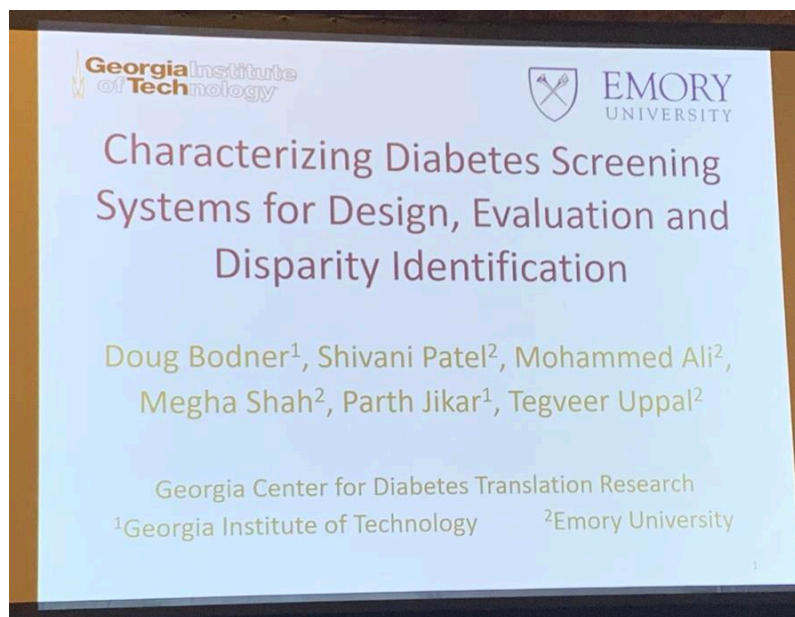 Georgia Institute
of Technology
EMORY
UNIVERSITY
Characterizing Diabetes Screening
Systems for Design, Evaluation and
Disparity Identification
Doug Bodner¹, Shivani Patel², Mohammed Ali²,
Megha Shah², Parth Jikar¹, Tegveer Uppal²
Georgia Center for Diabetes Translation Research
¹Georgia Institute of Technology ²Emory University
1